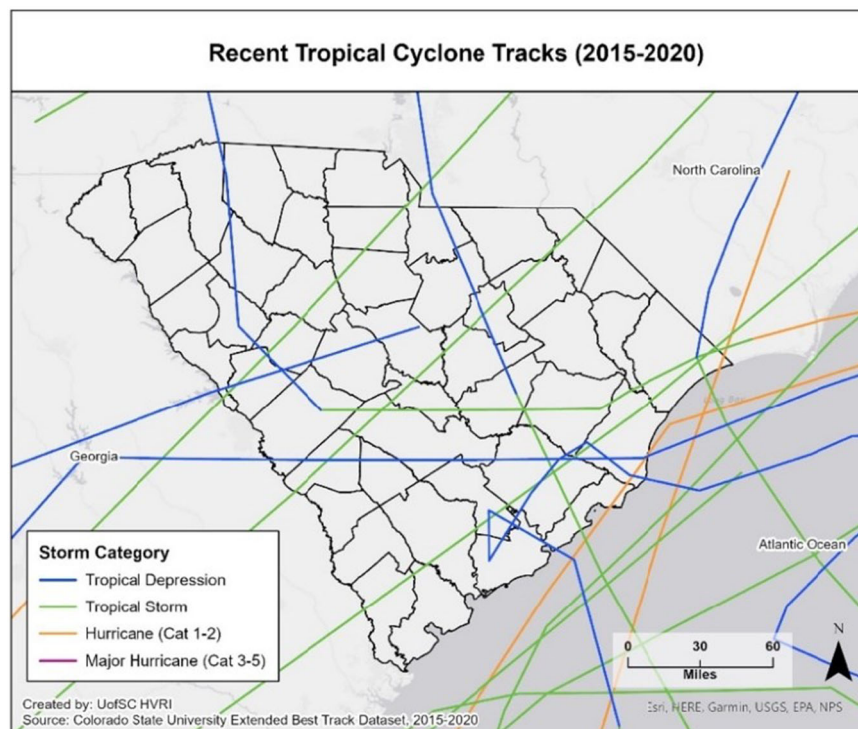 Recent Tropical Cyclone Tracks (2015-2020)
North Carolina
Georgia
Atlantic Ocean
Storm Category
Tropical Depression
Tropical Storm
Hurricane (Cat 1-2)
Major Hurricane (Cat 3-5)
N
0 30 60
Miles
Created by: UofSC HVRI
Source: Colorado State University Extended Best Track Dataset, 2015-2020
Esri, HERE, Garmin, USGS, EPA, NPS